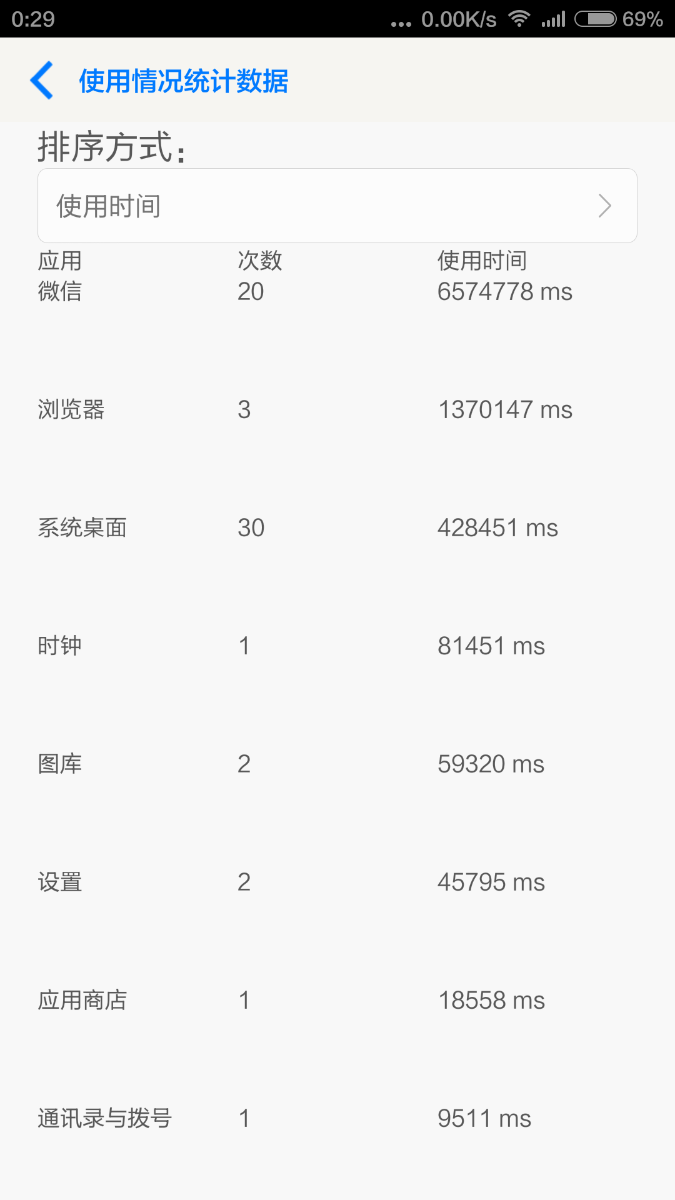 0:29 ... 0.00K/s 69%
使用情况统计数据
排序方式:
使用时间
应用 次数 使用时间
微信 20 6574778 ms
浏览器 3 1370147 ms
系统桌面 30 428451 ms
时钟 1 81451 ms
图库 2 59320 ms
设置 2 45795 ms
应用商店 1 18558 ms
通讯录与拨号 1 9511 ms